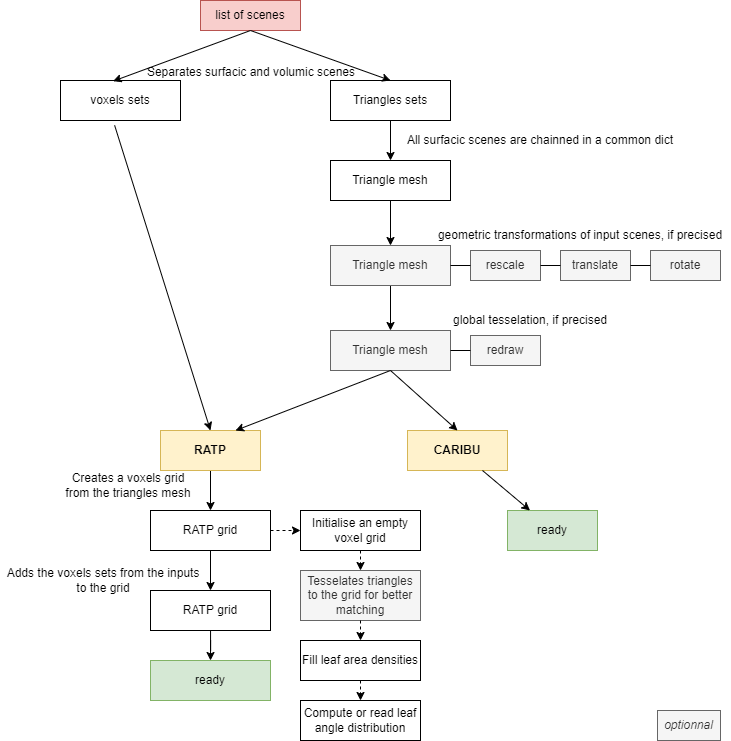 list of scenes
Separates surfacic and volumic scenes
voxels sets
Triangles sets
All surfacic scenes are chainned in a common dict
Triangle mesh
geometric transformations of input scenes, if precised
Triangle mesh
rescale
translate
rotate
global tesselation, if precised
Triangle mesh
redraw
RATP
CARIBU
Creates a voxels grid
from the triangles mesh
RATP grid
Initialise an empty
voxel grid
ready
Adds the voxels sets from the inputs
to the grid
RATP grid
Tesselates triangles
to the grid for better
matching
ready
Fill leaf area densities
Compute or read leaf
angle distribution
optionnal